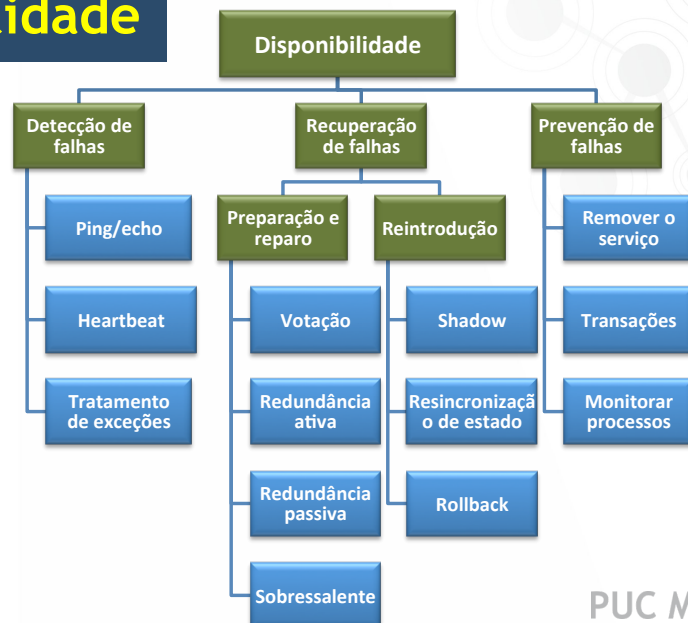 idade
Disponibilidade
Detecção de
falhas
Recuperação
de falhas
Prevenção de
falhas
Ping/echo
Heartbeat
Tratamento
de exceções
Preparação e
reparo
Reintrodução
Votação
Redundância
ativa
Redundância
passiva
Sobressalente
Shadow
Resincronizaçã
o de estado
Rollback
Remover o
serviço
Transações
Monitorar
processos
PUC M